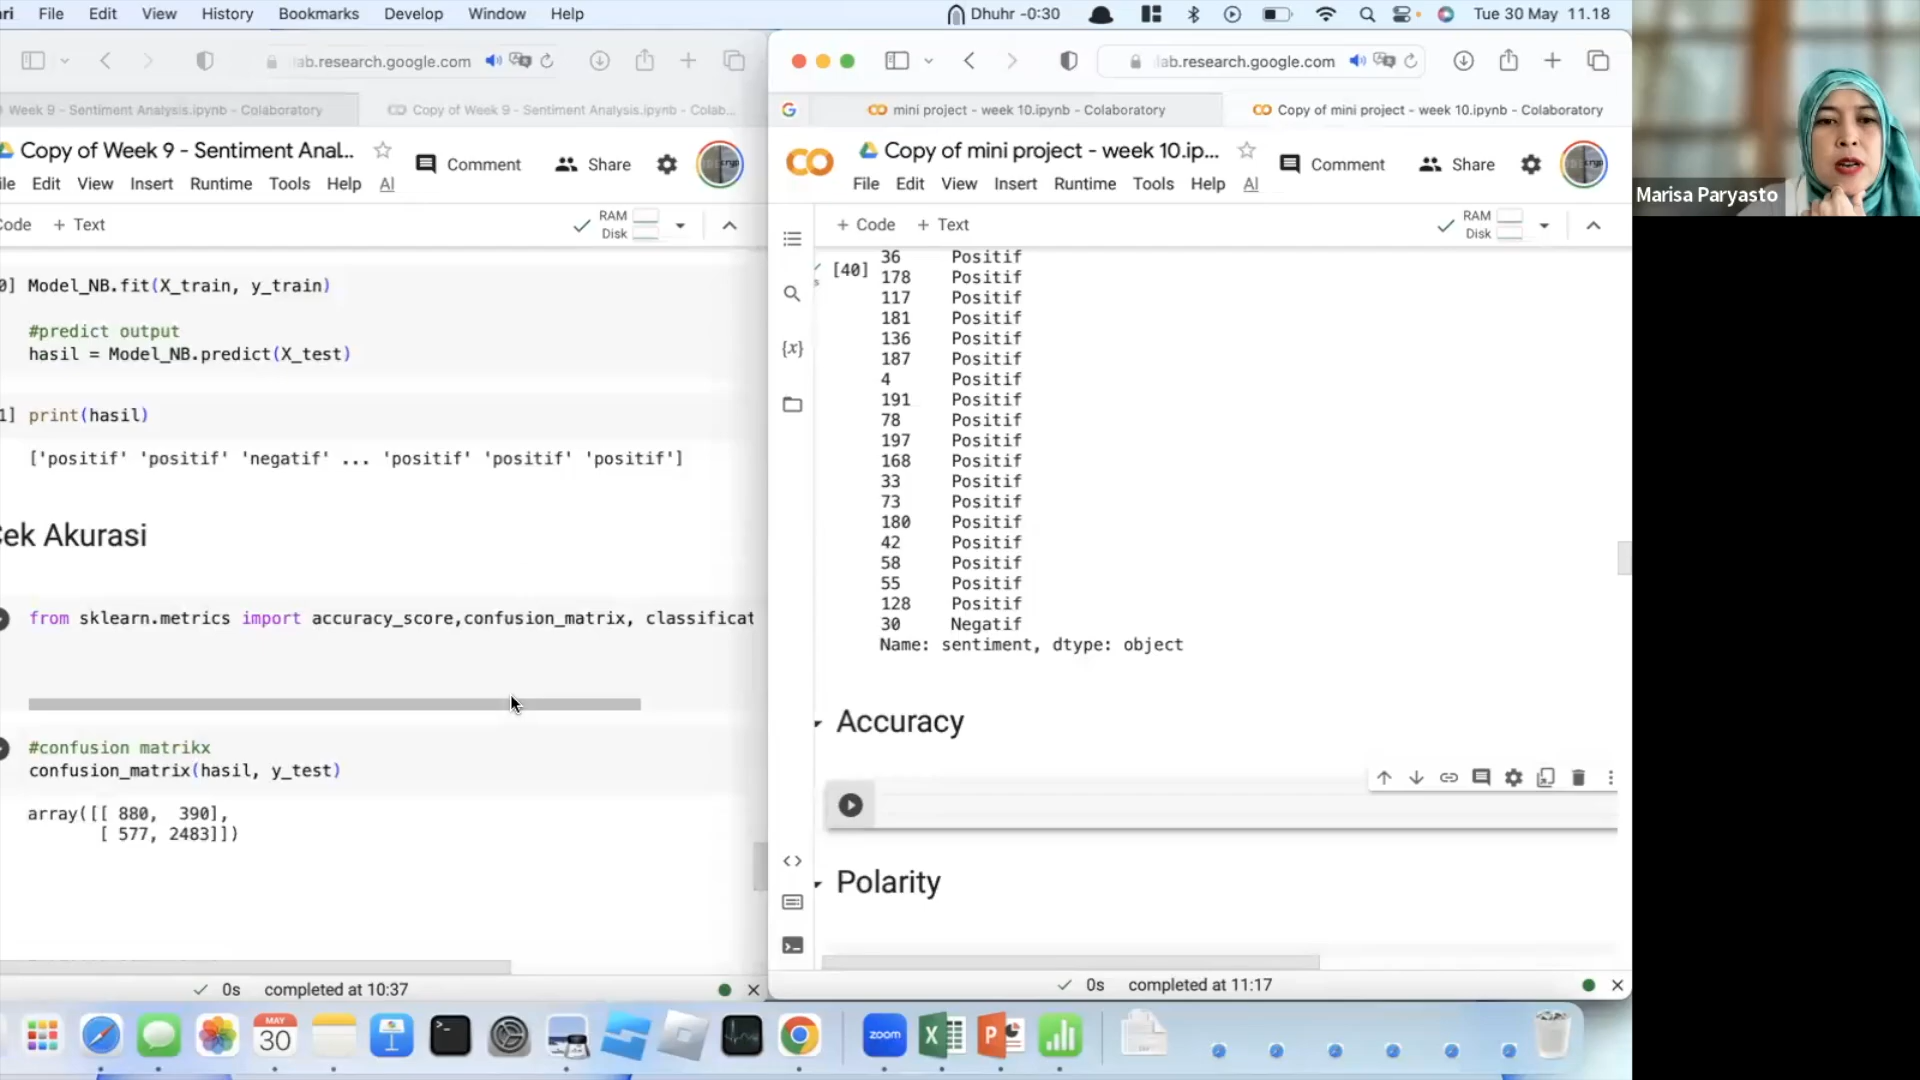 ri File Edit View History Bookmarks Develop Window Help Dhuhr -0:30 Tue 30 May 11.18
lab.research.google.com
Week 9 - Sentiment Analysis.ipynb - Colaboratory
Copy of Week 9 - Sentiment Analysis.ipynb - Colab...
Copy of Week 9 - Sentiment Anal...
Comment Share
ile Edit View Insert Runtime Tools Help AI
ode + Text
RAM
Disk
0] Model_NB.fit(X_train, y_train)
#predict output
hasil = Model_NB.predict(X_test)
1] print(hasil)
['positif' 'positif' 'negatif' ... 'positif' 'positif' 'positif']
Cek Akurasi
from sklearn.metrics import accuracy_score,confusion_matrix, classificat
#confusion matrikx
confusion_matrix(hasil, y_test)
array([[ 880, 390],
[ 577, 2483]])
0s completed at 10:37
lab.research.google.com
G
mini project - week 10.ipynb - Colaboratory
Copy of mini project - week 10.ipynb - Colaboratory
Copy of mini project - week 10.ip...
Comment Share
File Edit View Insert Runtime Tools Help AI
+ Code + Text
RAM
Disk
{x}
[40]
36 Positif
178 Positif
117 Positif
181 Positif
136 Positif
187 Positif
4 Positif
191 Positif
78 Positif
197 Positif
168 Positif
33 Positif
73 Positif
180 Positif
42 Positif
58 Positif
55 Positif
128 Positif
30 Negatif
Name: sentiment, dtype: object
Accuracy
Polarity
0s completed at 11:17
Marisa Paryasto
MAY
30
zoom